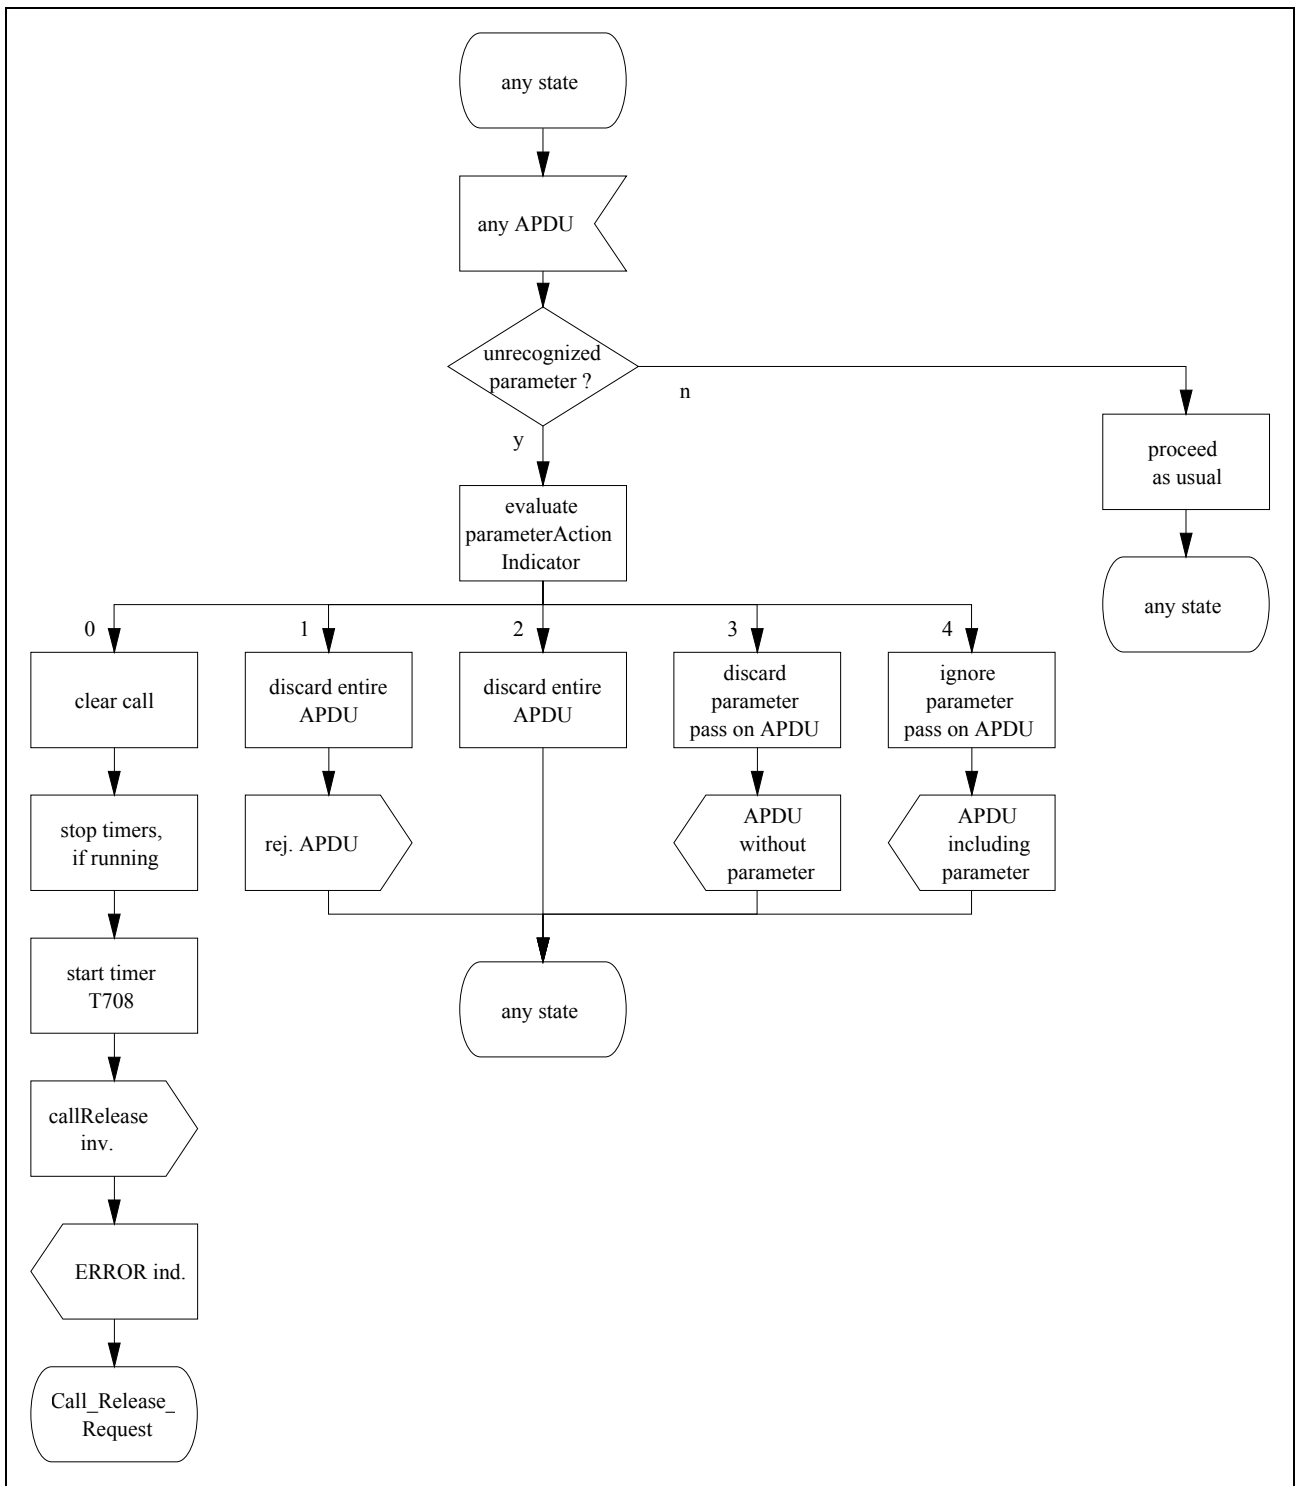 any state
any APDU
unrecognized
parameter ?
n
y
proceed
as usual
evaluate
parameterAction
Indicator
any state
0
1
2
3
4
clear call
discard entire
APDU
discard entire
APDU
discard
parameter
pass on APDU
ignore
parameter
pass on APDU
stop timers,
if running
rej. APDU
APDU
without
parameter
APDU
including
parameter
start timer
T708
any state
callRelease
inv.
ERROR ind.
Call_Release_
Request